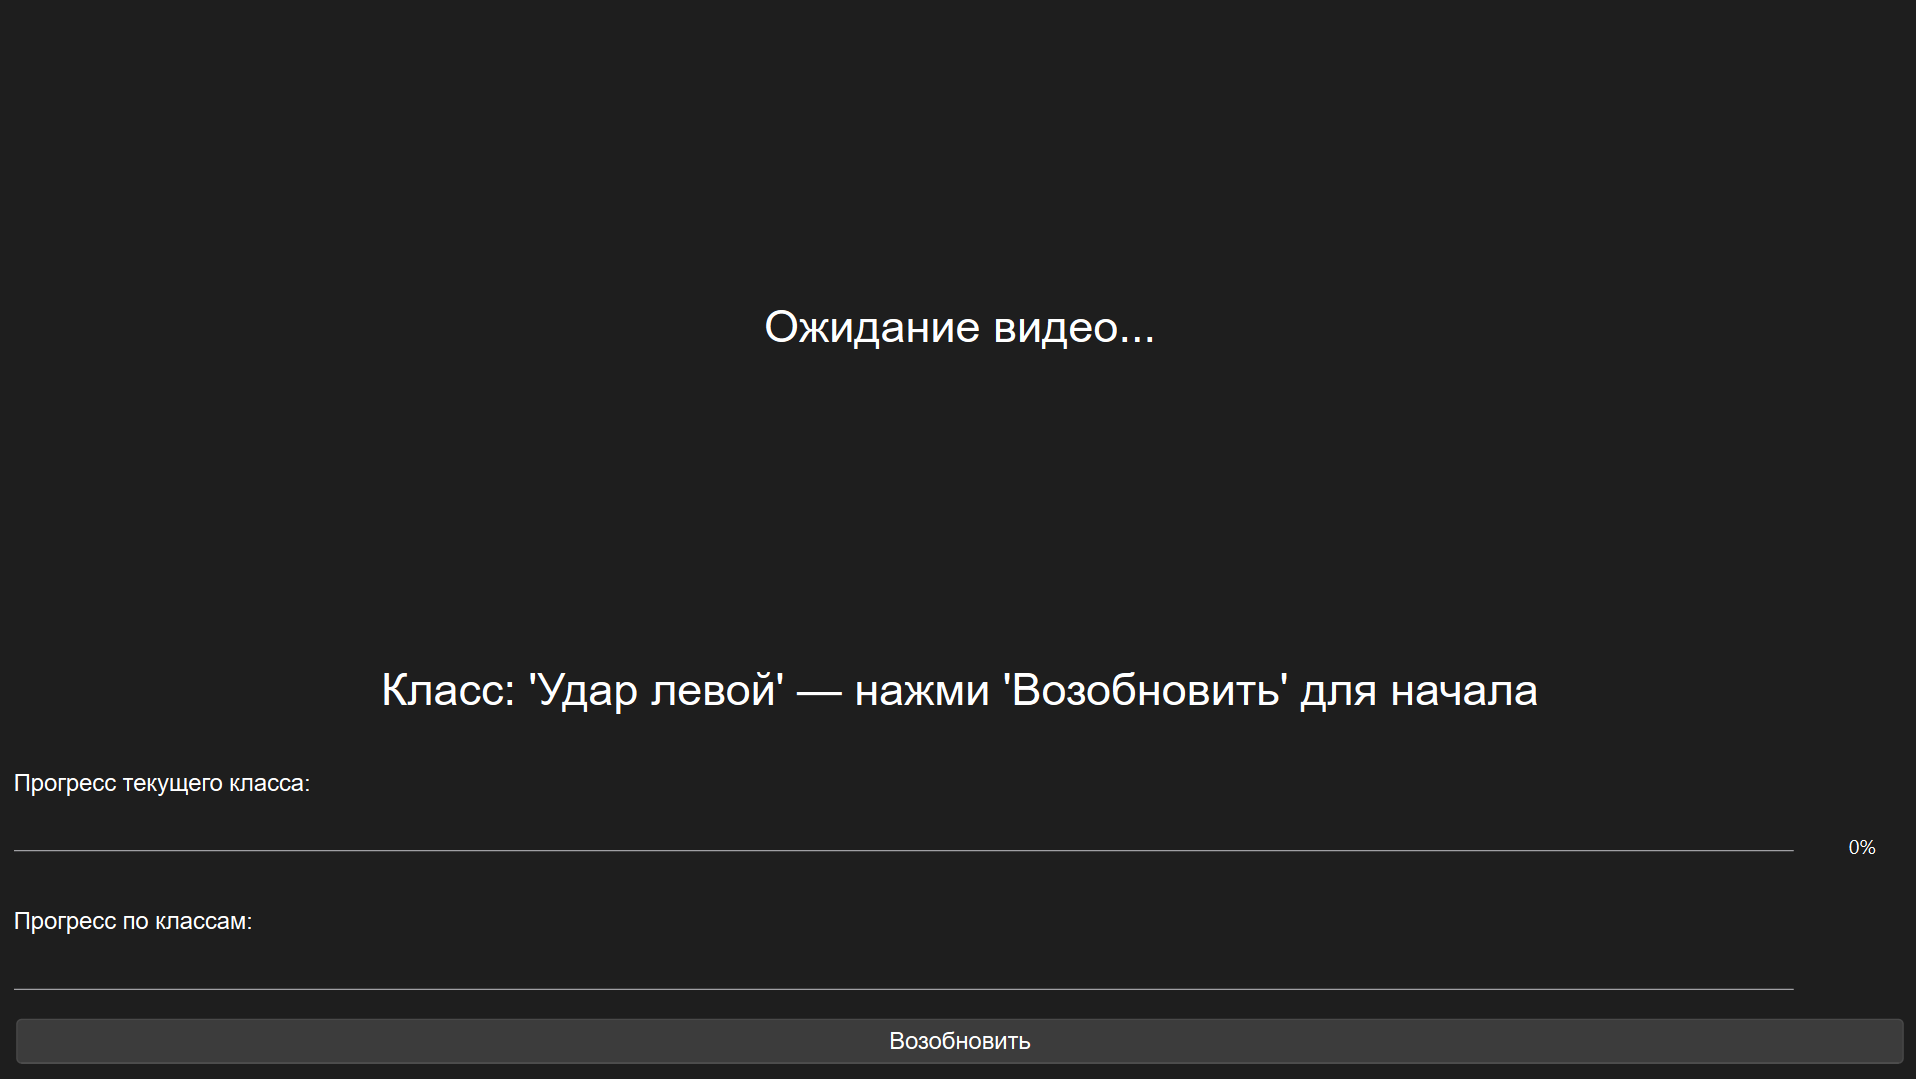 Ожидание видео...
Класс: 'Удар левой' — нажми 'Возобновить' для начала
Прогресс текущего класса:
0%
Прогресс по классам:
Возобновить